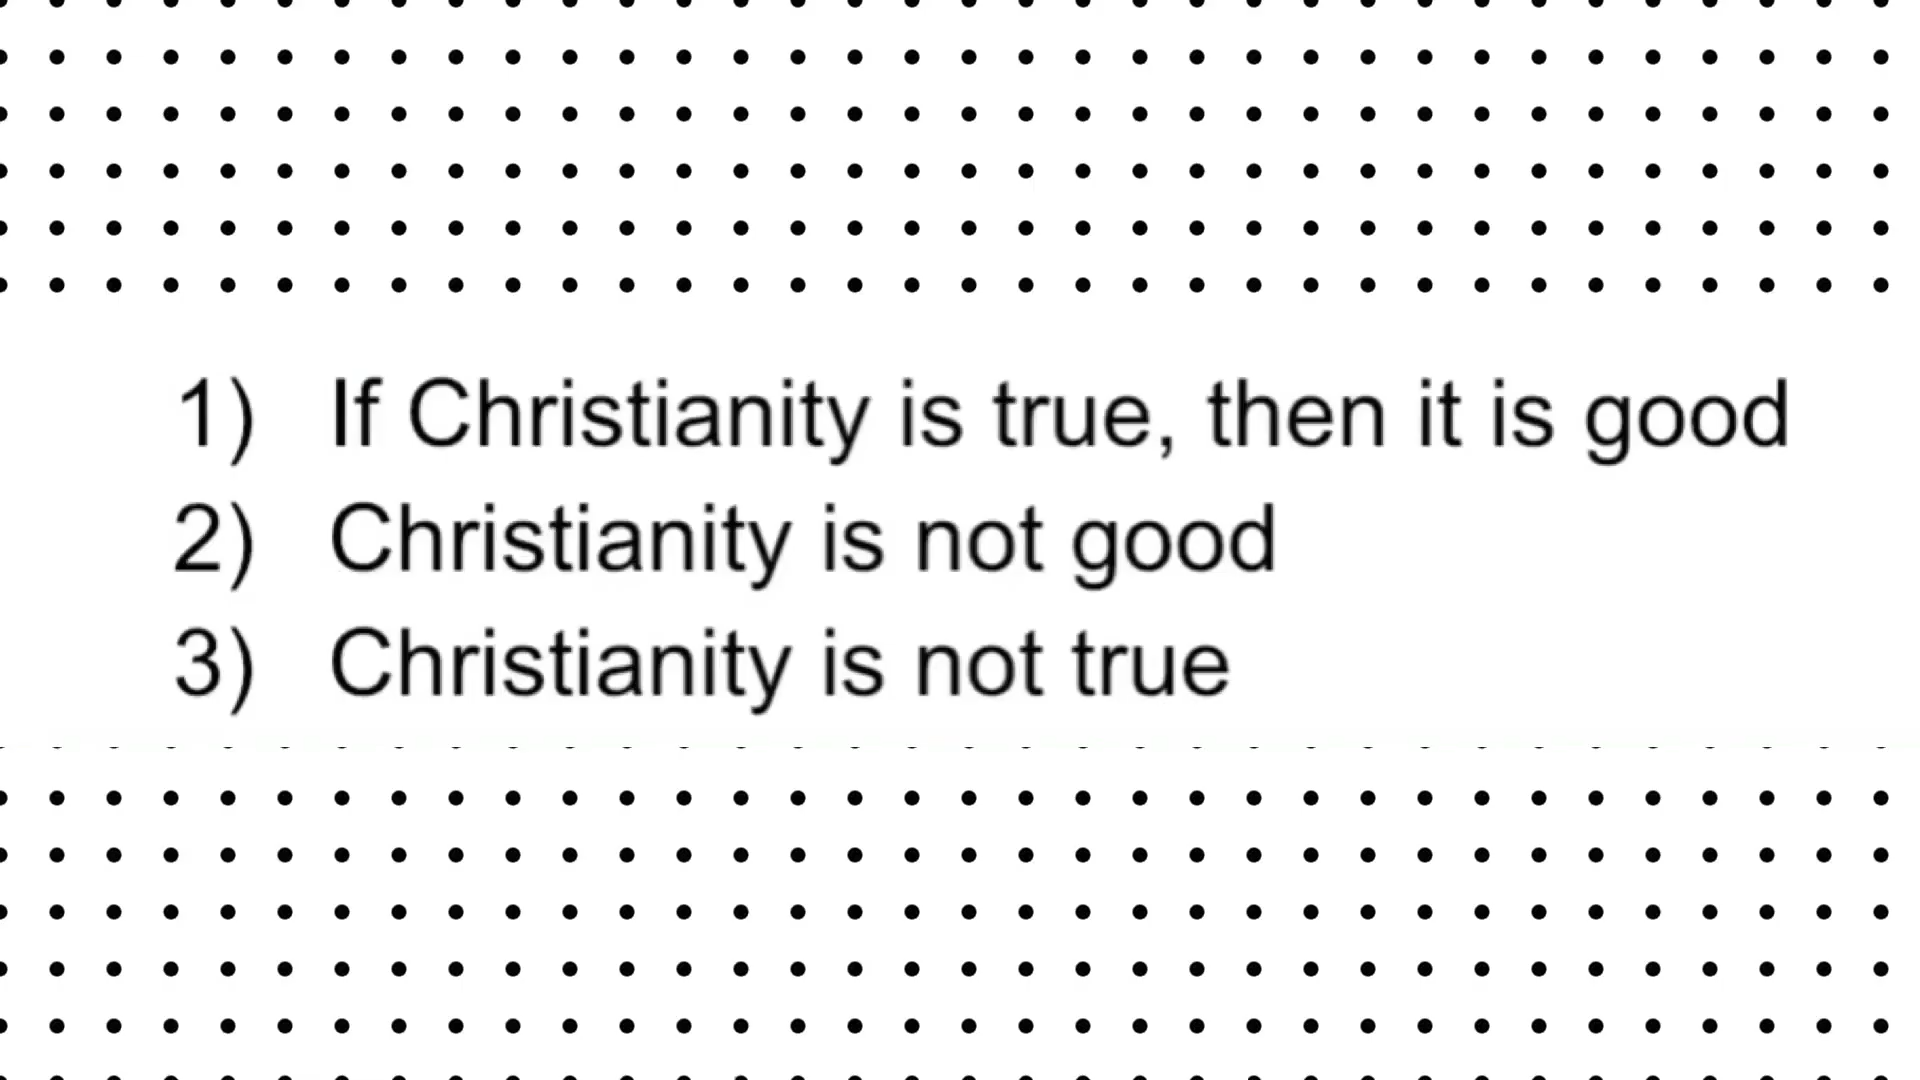 1) If Christianity is true, then it is good
2) Christianity is not good
3) Christianity is not true